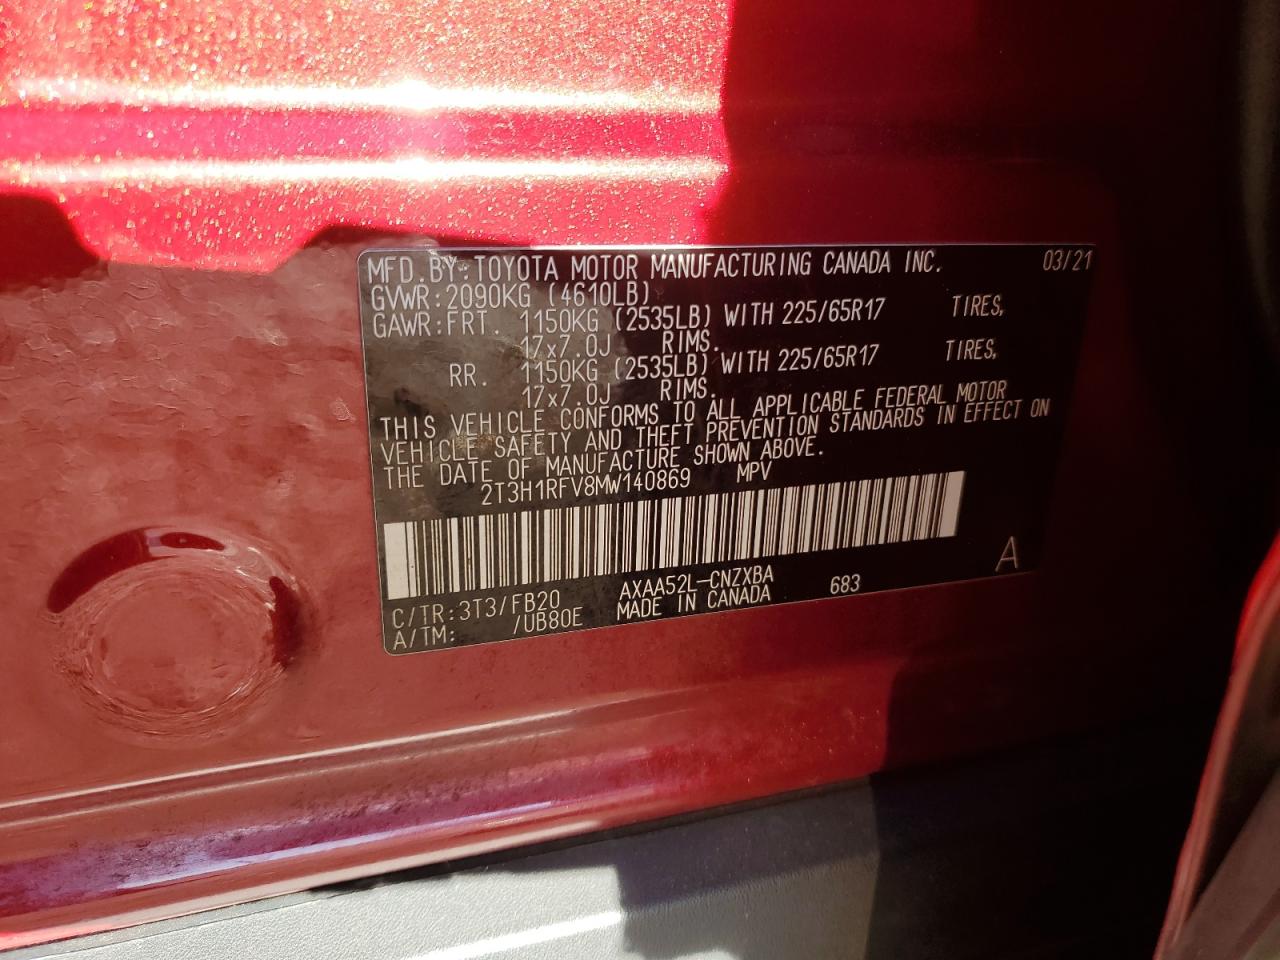 MFD.BY:TOYOTA MOTOR MANUFACTURING CANADA INC. 03/21
GVWR:2090KG (4610LB)
GAWR:FRT. 1150KG (2535LB) WITH 225/65R17 TIRES,
17x7.0J RIMS.
RR. 1150KG (2535LB) WITH 225/65R17 TIRES,
17x7.0J RIMS.
THIS VEHICLE CONFORMS TO ALL APPLICABLE FEDERAL MOTOR
VEHICLE SAFETY AND THEFT PREVENTION STANDARDS IN EFFECT ON
THE DATE OF MANUFACTURE SHOWN ABOVE.
2T3H1RFV8MW140869 MPV
A
C/TR:3T3/FB20 AXAA52L-CNZXBA 683
A/TM: /UB80E MADE IN CANADA